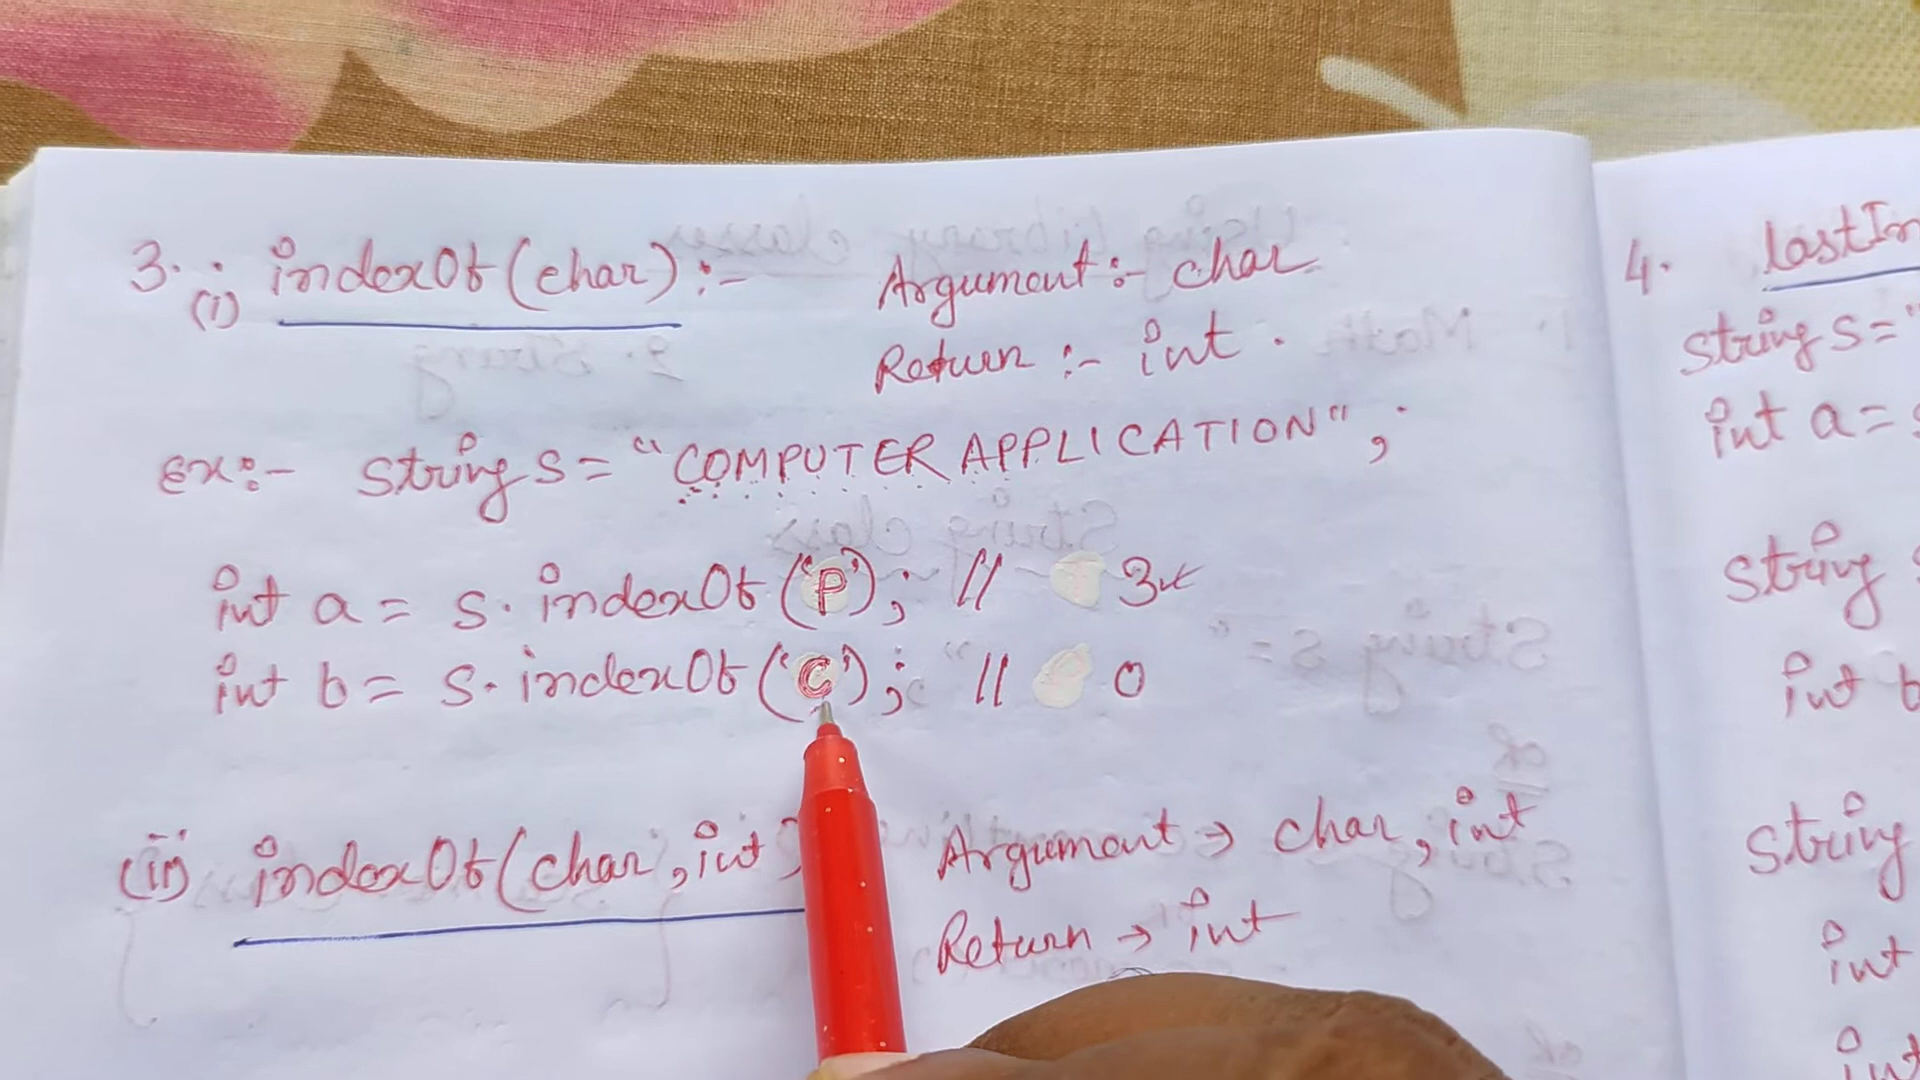 3. (i) indexOf(char) :-
Argument :- char
Return :- int.
ex:- String s = "COMPUTER APPLICATION";
int a = s.indexOf('P'); // 3
int b = s.indexOf('C'); // 0
(ii) indexOf(char, int)
Argument → char, int
Return → int
4. lastIn
String s = "
int a = s
String s
int b
String
int
int